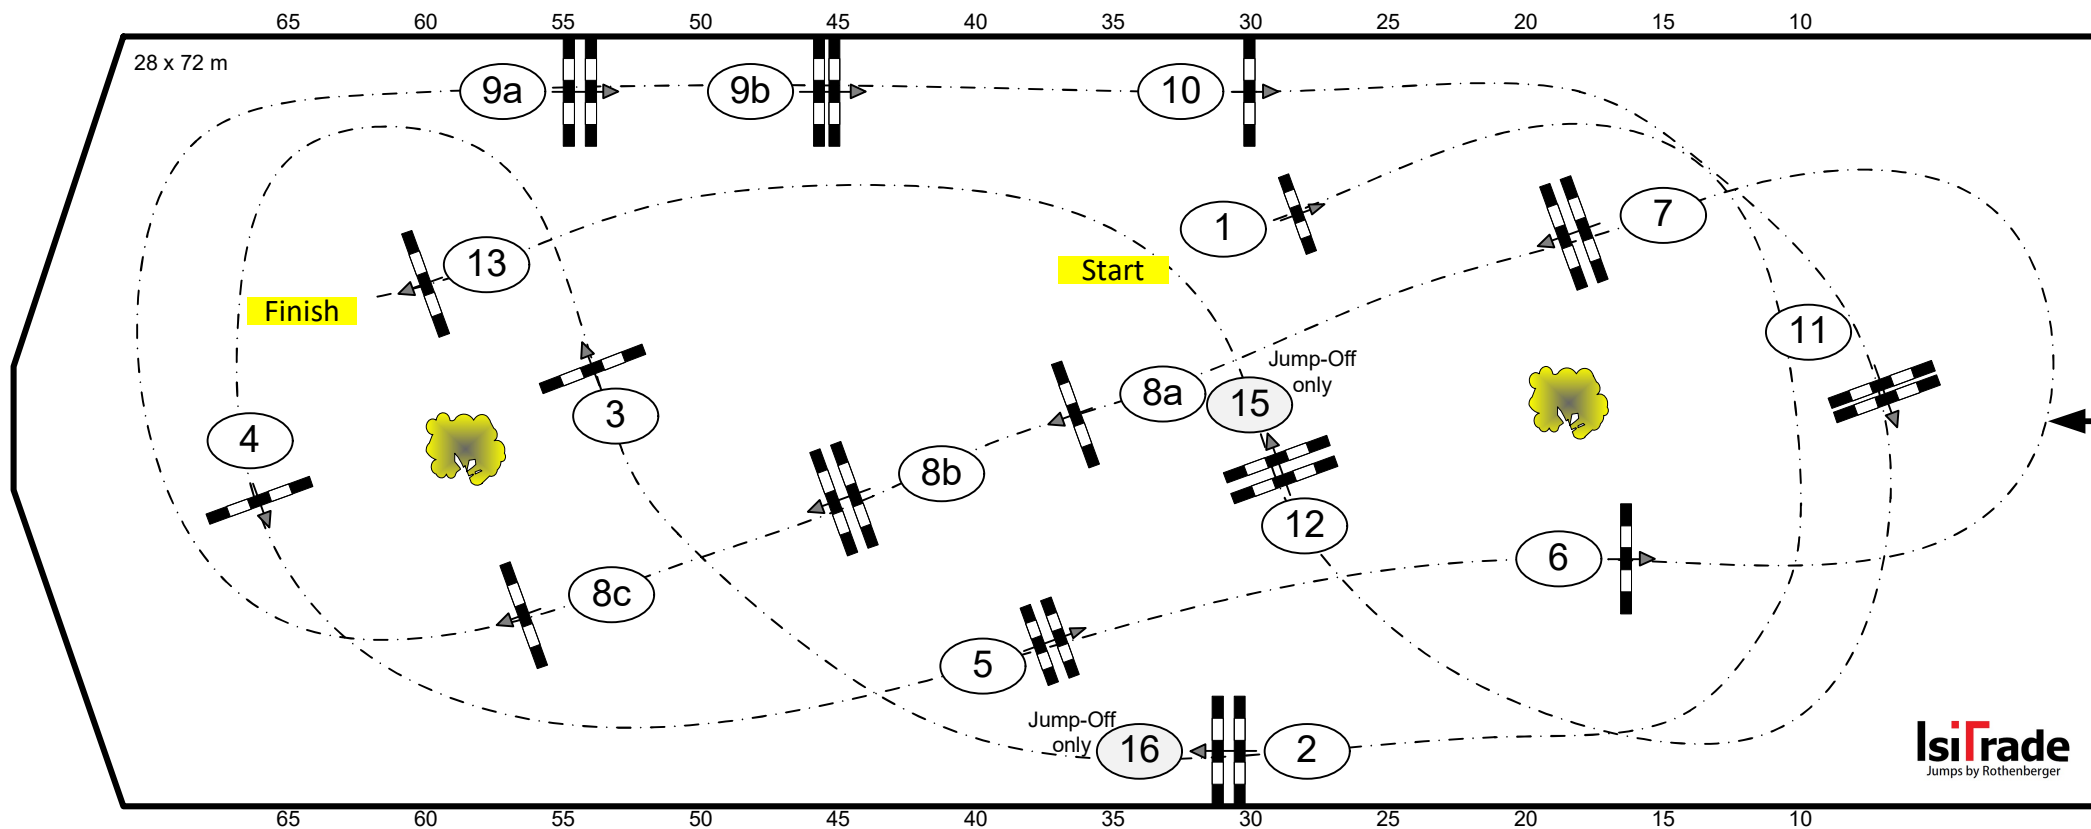 65 60 55 50 45 40 35 30 25 20 15 10
28 x 72 m
9a 9b 10
1 7
13
Start
Finish
11
Jump-Off
only
8a 15
3
4
8b
12
6
8c
5
Jump-Off
only 16 2
IsiTrade
Jumps by Rothenberger
65 60 55 50 45 40 35 30 25 20 15 10